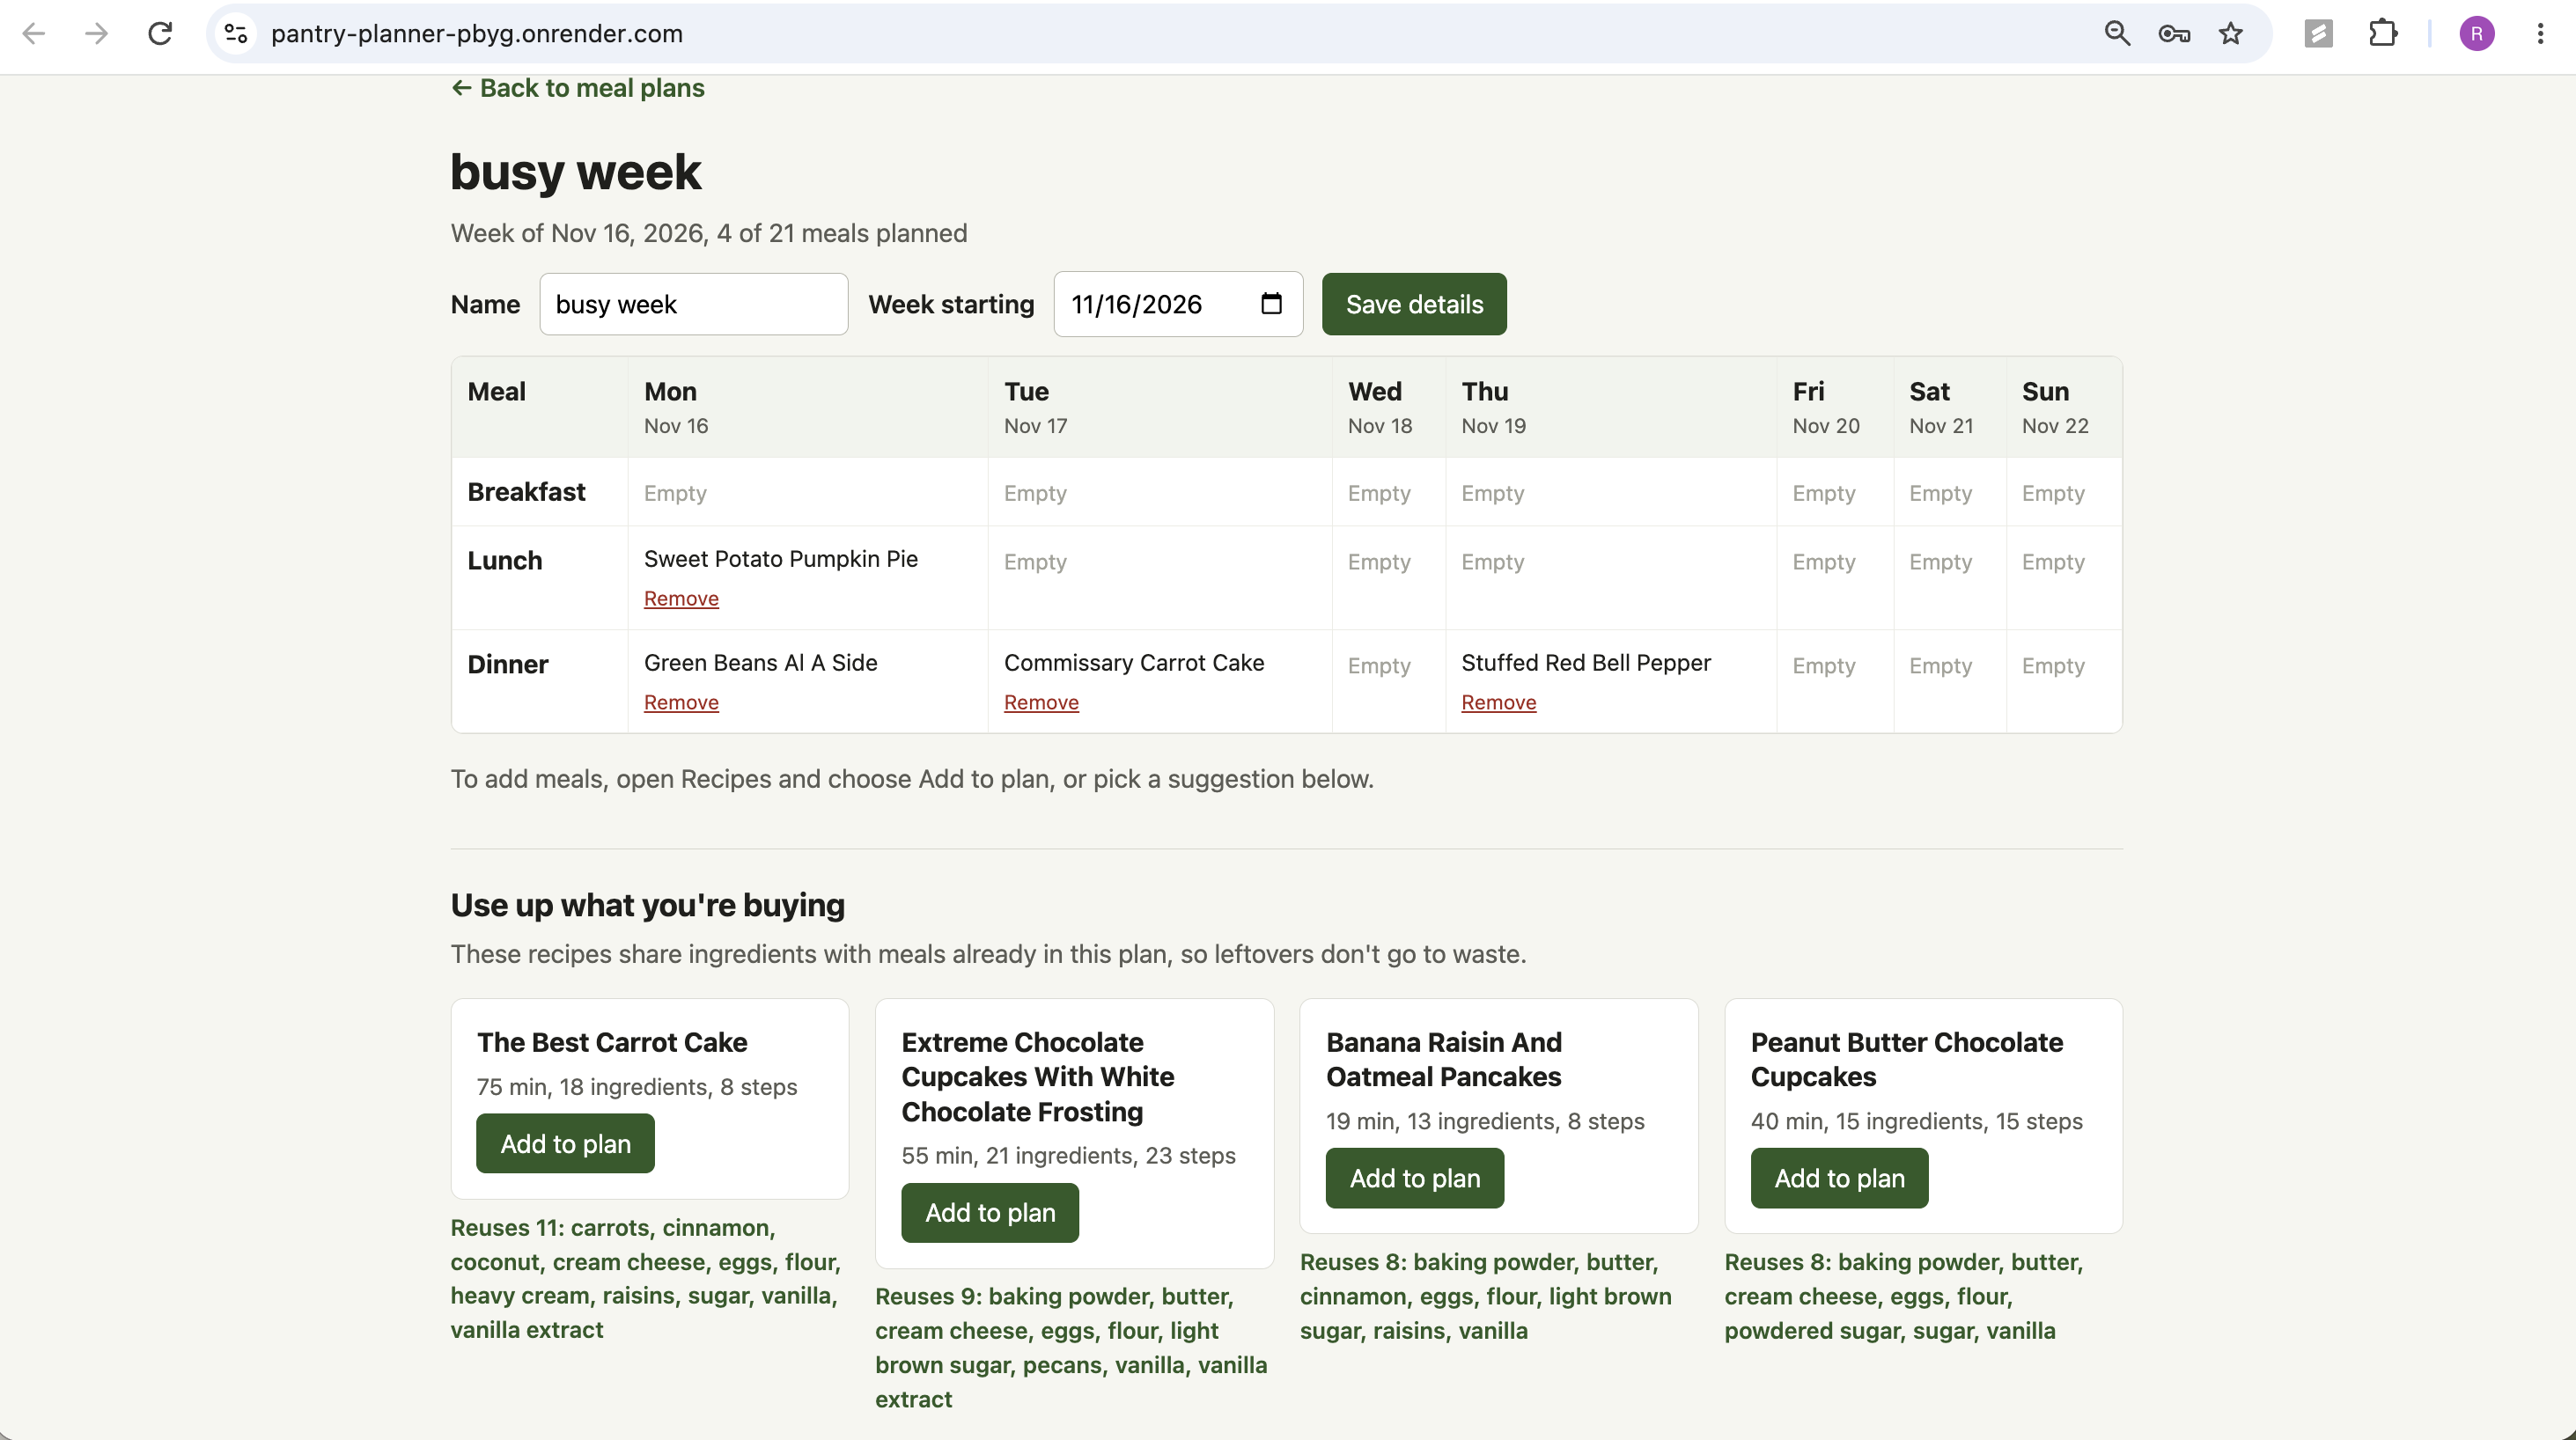 pantry-planner-pbyg.onrender.com
R
← Back to meal plans
busy week
Week of Nov 16, 2026, 4 of 21 meals planned
Name busy week Week starting 11/16/2026 Save details
Meal Mon Tue Wed Thu Fri Sat Sun
Nov 16 Nov 17 Nov 18 Nov 19 Nov 20 Nov 21 Nov 22
Breakfast Empty Empty Empty Empty Empty Empty Empty
Lunch Sweet Potato Pumpkin Pie Empty Empty Empty Empty Empty Empty
Remove
Dinner Green Beans Al A Side Commissary Carrot Cake Empty Stuffed Red Bell Pepper Empty Empty Empty
Remove Remove Remove
To add meals, open Recipes and choose Add to plan, or pick a suggestion below.
Use up what you're buying
These recipes share ingredients with meals already in this plan, so leftovers don't go to waste.
The Best Carrot Cake
75 min, 18 ingredients, 8 steps
Add to plan
Reuses 11: carrots, cinnamon,
coconut, cream cheese, eggs, flour,
heavy cream, raisins, sugar, vanilla,
vanilla extract
Extreme Chocolate
Cupcakes With White
Chocolate Frosting
55 min, 21 ingredients, 23 steps
Add to plan
Reuses 9: baking powder, butter,
cream cheese, eggs, flour, light
brown sugar, pecans, vanilla, vanilla
extract
Banana Raisin And
Oatmeal Pancakes
19 min, 13 ingredients, 8 steps
Add to plan
Reuses 8: baking powder, butter,
cinnamon, eggs, flour, light brown
sugar, raisins, vanilla
Peanut Butter Chocolate
Cupcakes
40 min, 15 ingredients, 15 steps
Add to plan
Reuses 8: baking powder, butter,
cream cheese, eggs, flour,
powdered sugar, sugar, vanilla